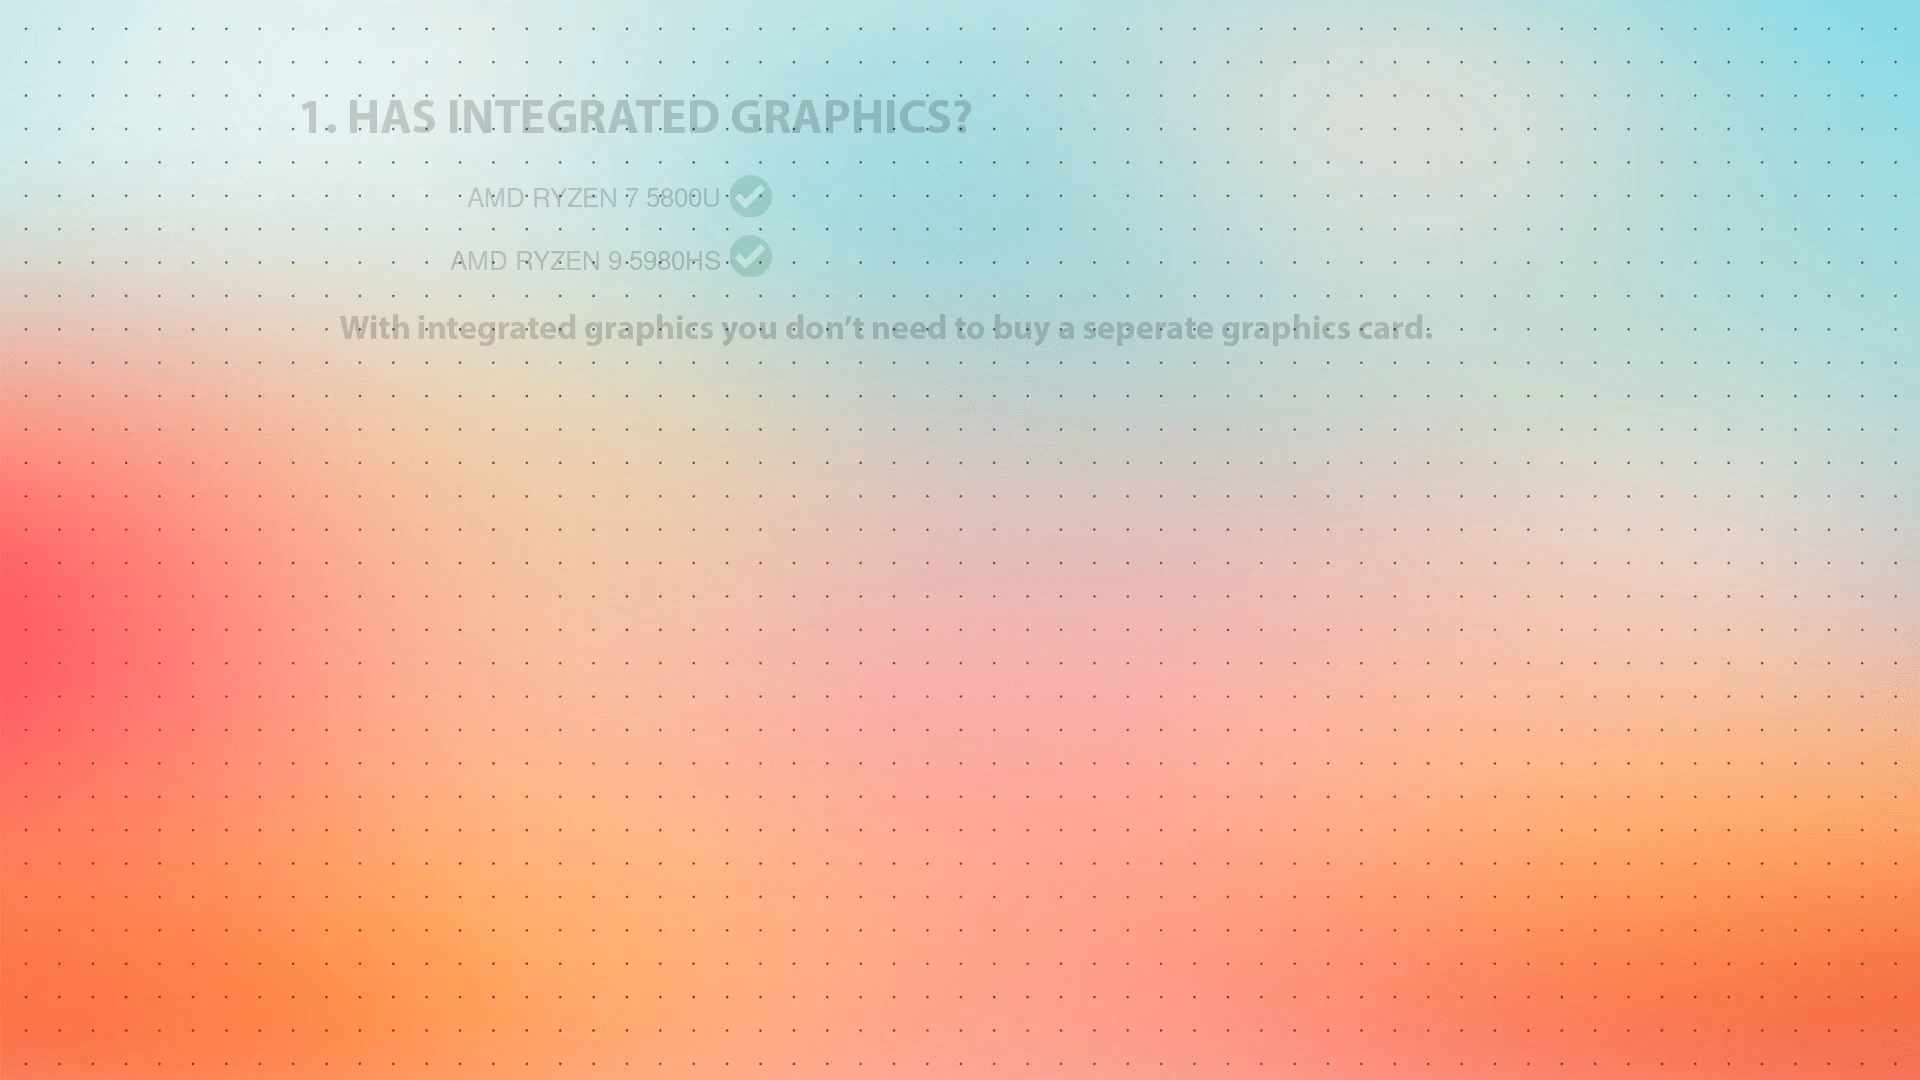 1. HAS INTEGRATED GRAPHICS?
AMD RYZEN 7 5800U
AMD RYZEN 9 5980HS
With integrated graphics you don’t need to buy a seperate graphics card.